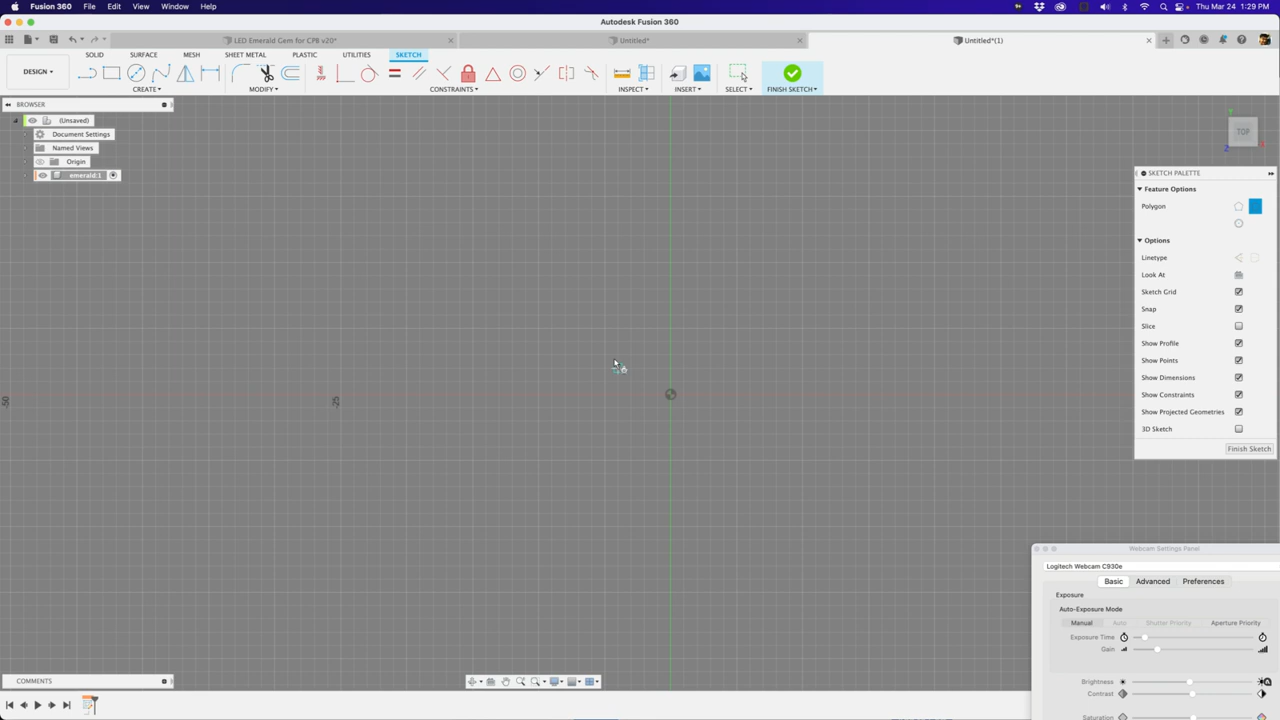 Fusion 360 File Edit View Window Help Thu Mar 24 1:29 PM
Autodesk Fusion 360
LED Emerald Gem for CPB v20* Untitled* Untitled*(1)
SOLID SURFACE MESH SHEET METAL PLASTIC UTILITIES SKETCH
DESIGN
CREATE MODIFY CONSTRAINTS INSPECT INSERT SELECT FINISH SKETCH
BROWSER
(Unsaved)
Document Settings
Named Views
Origin
emerald:1
TOP
Z
SKETCH PALETTE
Feature Options
Polygon
Options
Linetype
Look At
Sketch Grid
Snap
Slice
Show Profile
Show Points
Show Dimensions
Show Constraints
Show Projected Geometries
3D Sketch
Finish Sketch
-50
-25
Webcam Settings Panel
Logitech Webcam C930e
Basic Advanced Preferences
Exposure
Auto-Exposure Mode
Manual Auto Shutter Priority Aperture Priority
Exposure Time
Gain
Brightness
Contrast
Saturation
COMMENTS